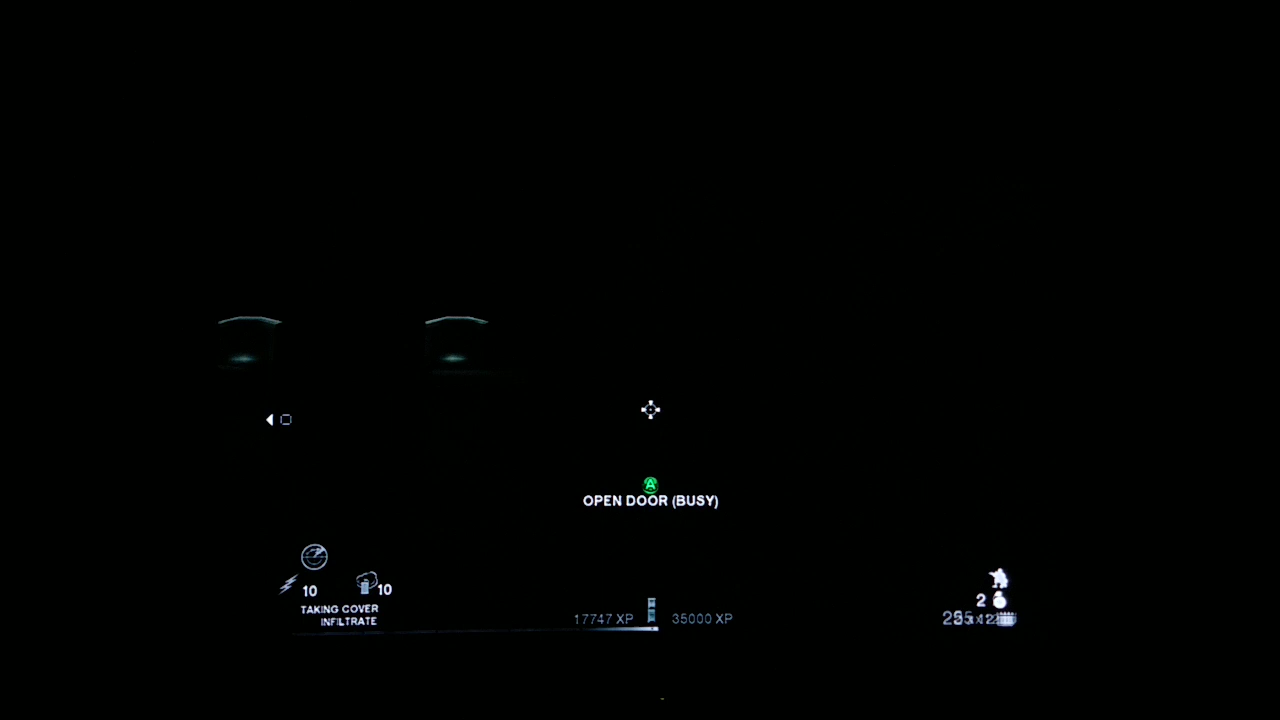 A
OPEN DOOR (BUSY)
10
10
TAKING COVER
INFILTRATE
17747 XP
35000 XP
2